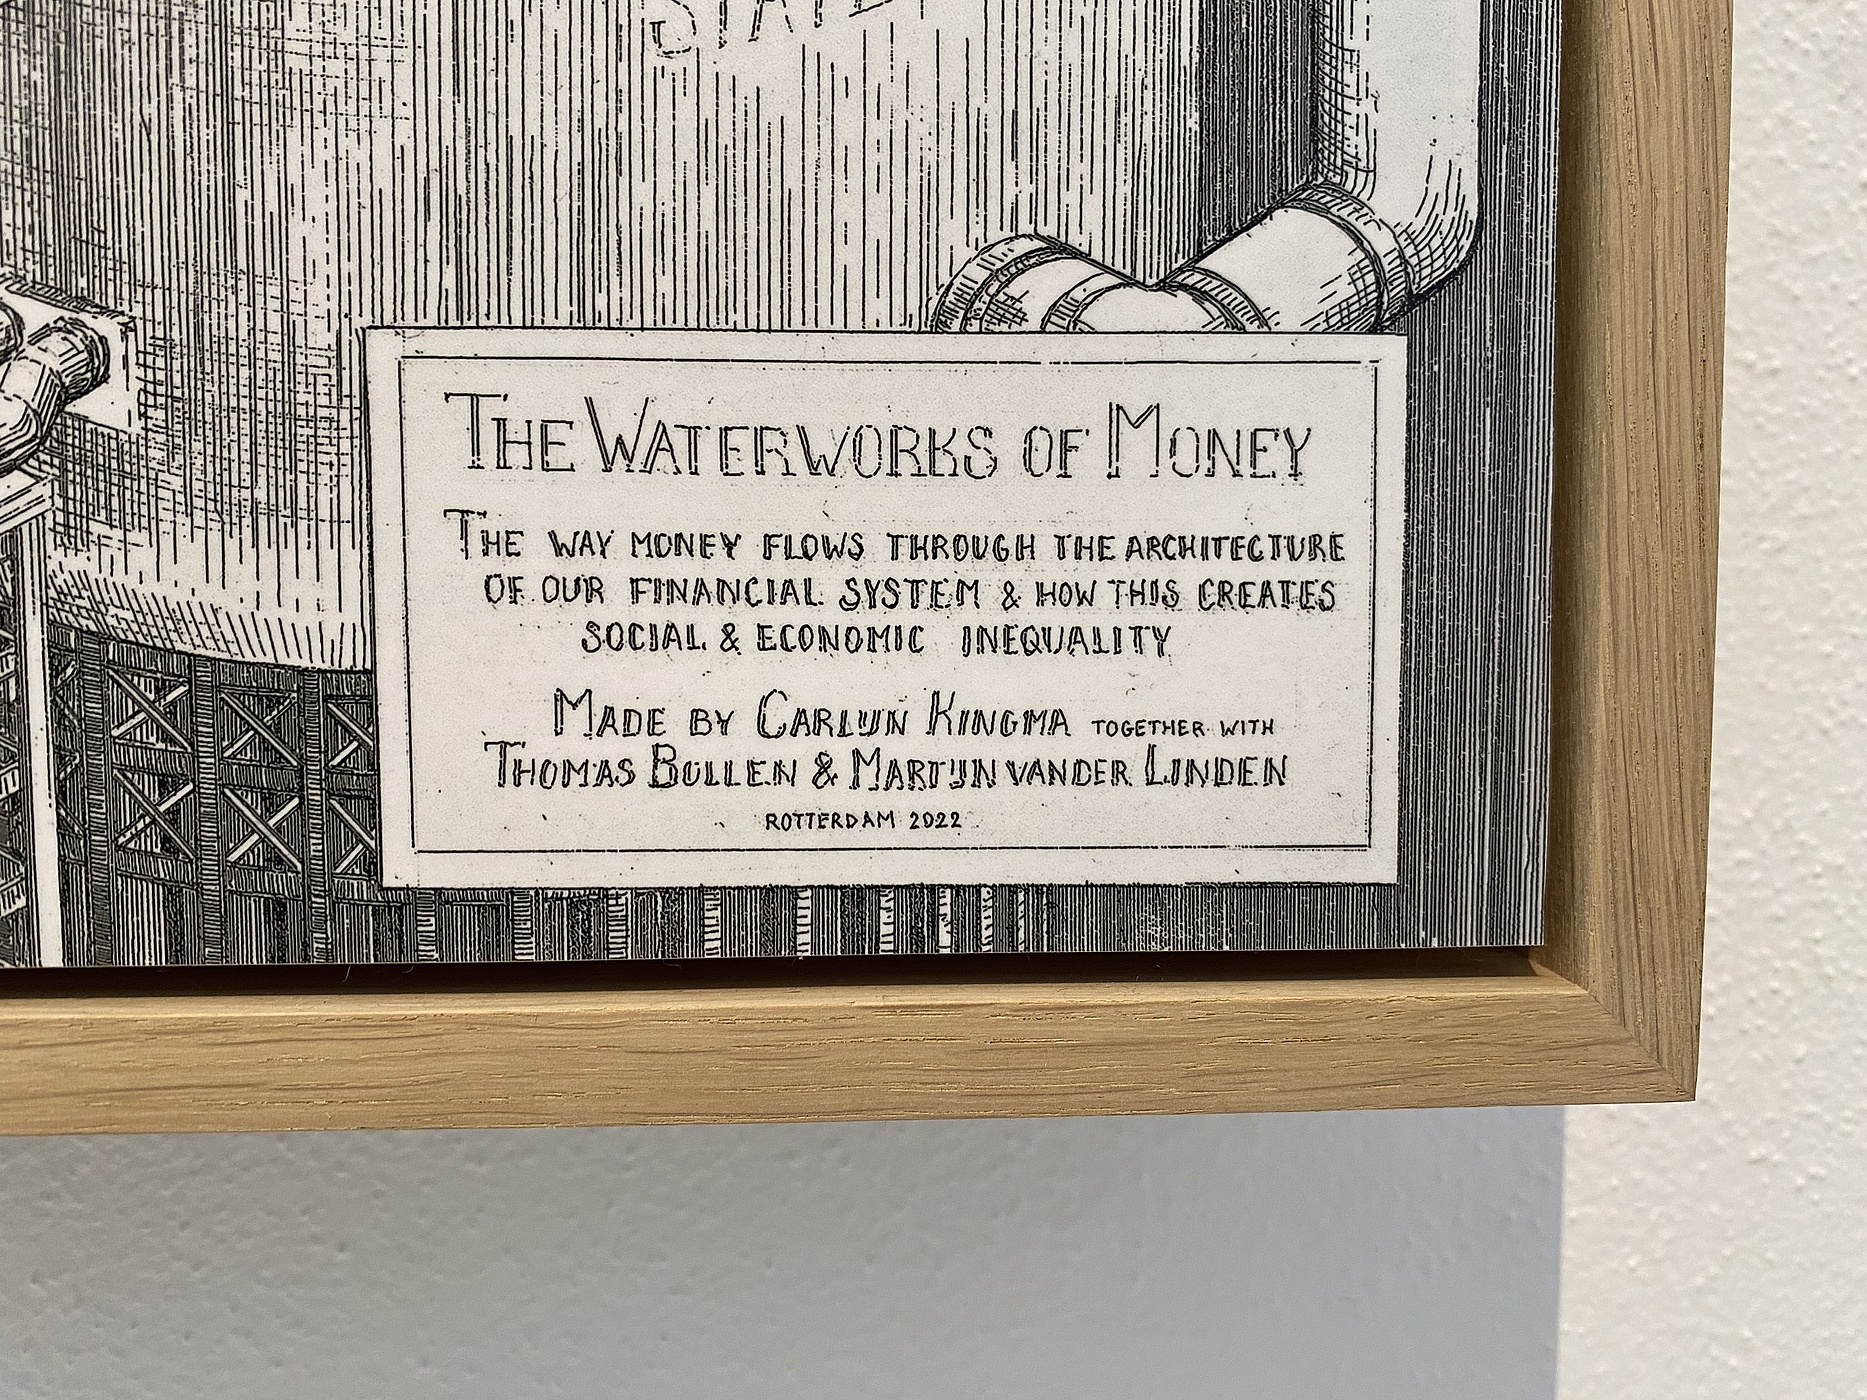 THE WATERWORKS OF MONEY
THE WAY MONEY FLOWS THROUGH THE ARCHITECTURE
OF OUR FINANCIAL SYSTEM & HOW THIS CREATES
SOCIAL & ECONOMIC INEQUALITY
MADE BY CARLIJN KINGMA TOGETHER WITH
THOMAS BOLLEN & MARTIJN VAN DER LINDEN
ROTTERDAM 2022